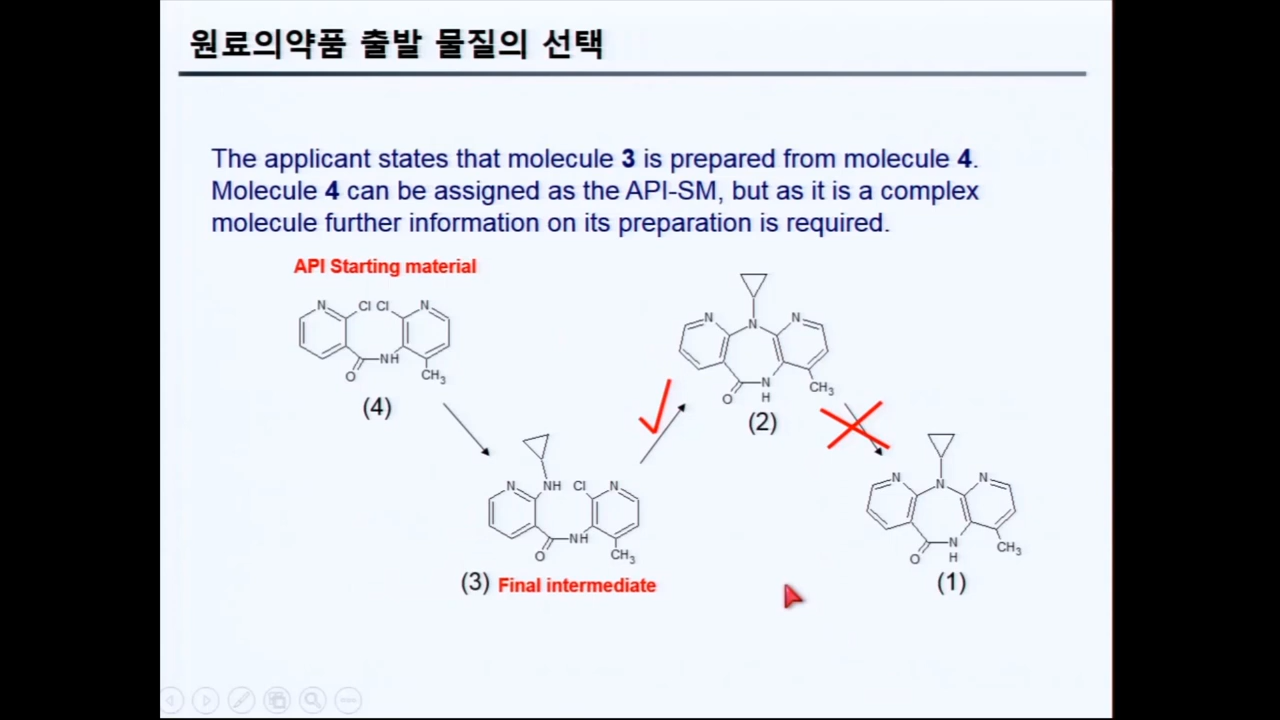 원료의약품 출발 물질의 선택
The applicant states that molecule 3 is prepared from molecule 4.
Molecule 4 can be assigned as the API-SM, but as it is a complex
molecule further information on its preparation is required.
API Starting material
N Cl Cl N
O NH CH3
(4)
N N N
O N H CH3
(2)
N NH Cl N
O NH CH3
(3) Final intermediate
N N N
O N H CH3
(1)